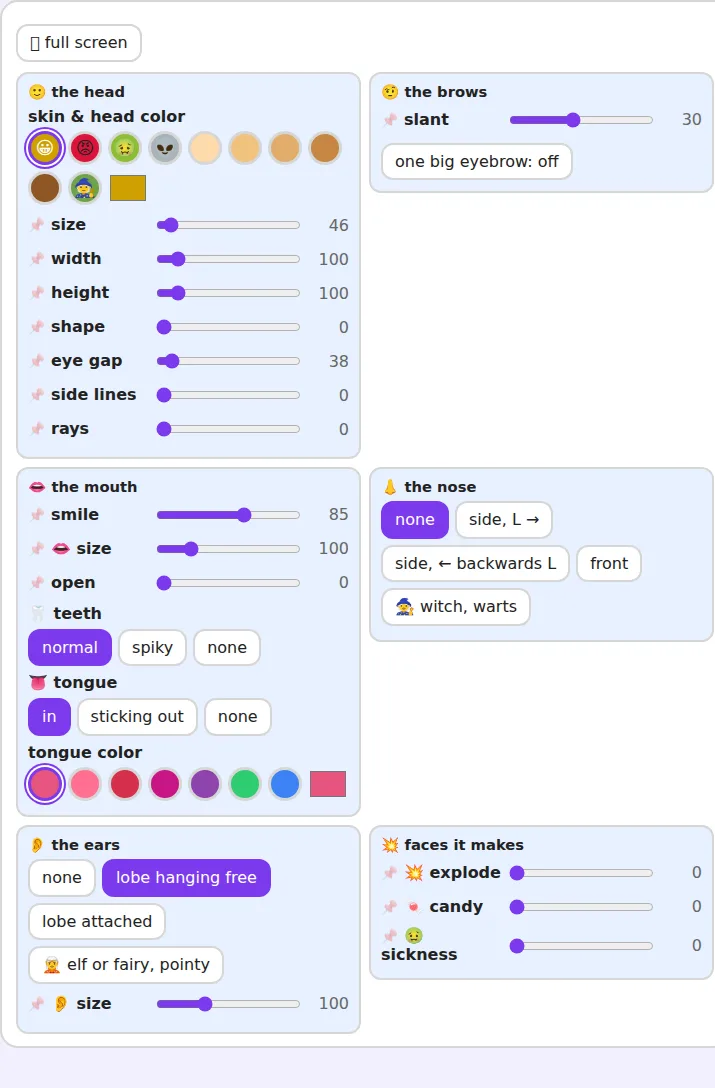 full screen
the head
skin & head color
size 46
width 100
height 100
shape 0
eye gap 38
side lines 0
rays 0
the brows
slant 30
one big eyebrow: off
the mouth
smile 85
size 100
open 0
teeth
normal spiky none
tongue
in sticking out none
tongue color
the nose
none side, L →
side, ← backwards L front
witch, warts
the ears
none lobe hanging free
lobe attached
elf or fairy, pointy
size 100
faces it makes
explode 0
candy 0
sickness 0